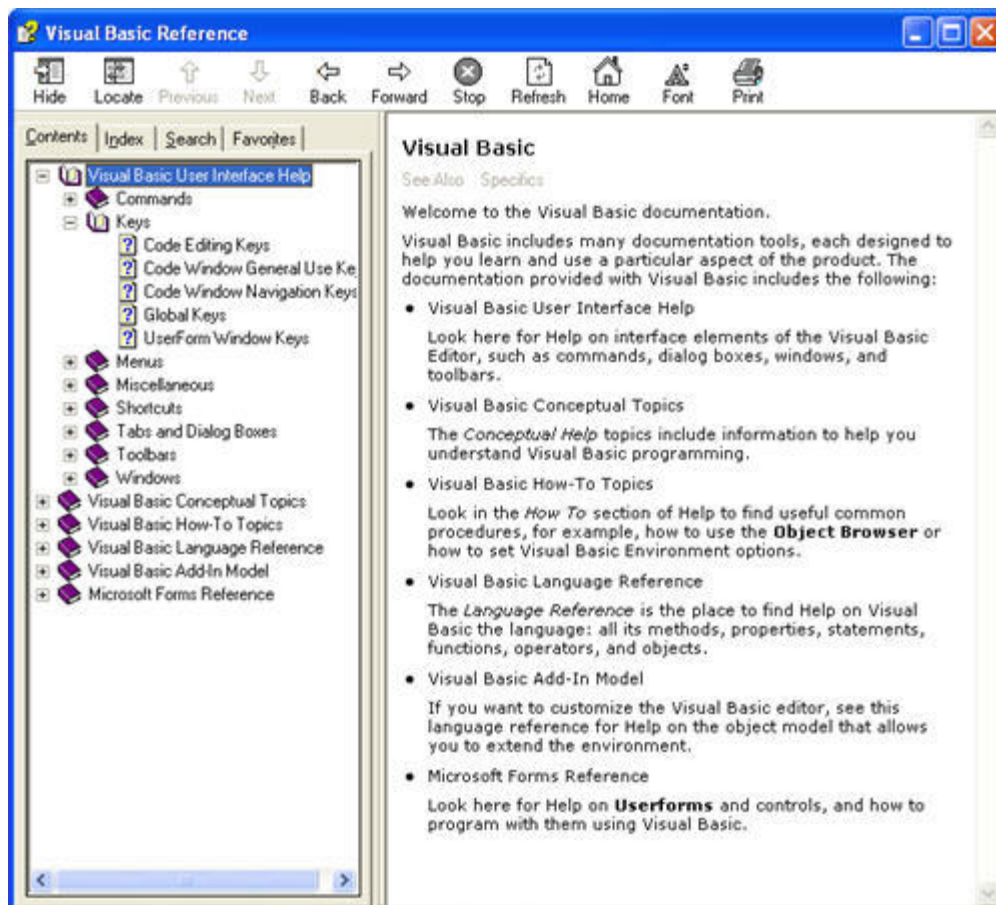 Visual Basic Reference
Hide Locate Previous Next Back Forward Stop Refresh Home Font Print
Contents Index Search Favorites
Visual Basic User Interface Help
Commands
Keys
Code Editing Keys
Code Window General Use Ke
Code Window Navigation Keys
Global Keys
UserForm Window Keys
Menus
Miscellaneous
Shortcuts
Tabs and Dialog Boxes
Toolbars
Windows
Visual Basic Conceptual Topics
Visual Basic How-To Topics
Visual Basic Language Reference
Visual Basic Add-In Model
Microsoft Forms Reference
Visual Basic
See Also Specifics
Welcome to the Visual Basic documentation.
Visual Basic includes many documentation tools, each designed to
help you learn and use a particular aspect of the product. The
documentation provided with Visual Basic includes the following:
• Visual Basic User Interface Help
Look here for Help on interface elements of the Visual Basic
Editor, such as commands, dialog boxes, windows, and
toolbars.
• Visual Basic Conceptual Topics
The Conceptual Help topics include information to help you
understand Visual Basic programming.
• Visual Basic How-To Topics
Look in the How To section of Help to find useful common
procedures, for example, how to use the Object Browser or
how to set Visual Basic Environment options.
• Visual Basic Language Reference
The Language Reference is the place to find Help on Visual
Basic the language: all its methods, properties, statements,
functions, operators, and objects.
• Visual Basic Add-In Model
If you want to customize the Visual Basic editor, see this
language reference for Help on the object model that allows
you to extend the environment.
• Microsoft Forms Reference
Look here for Help on Userforms and controls, and how to
program with them using Visual Basic.